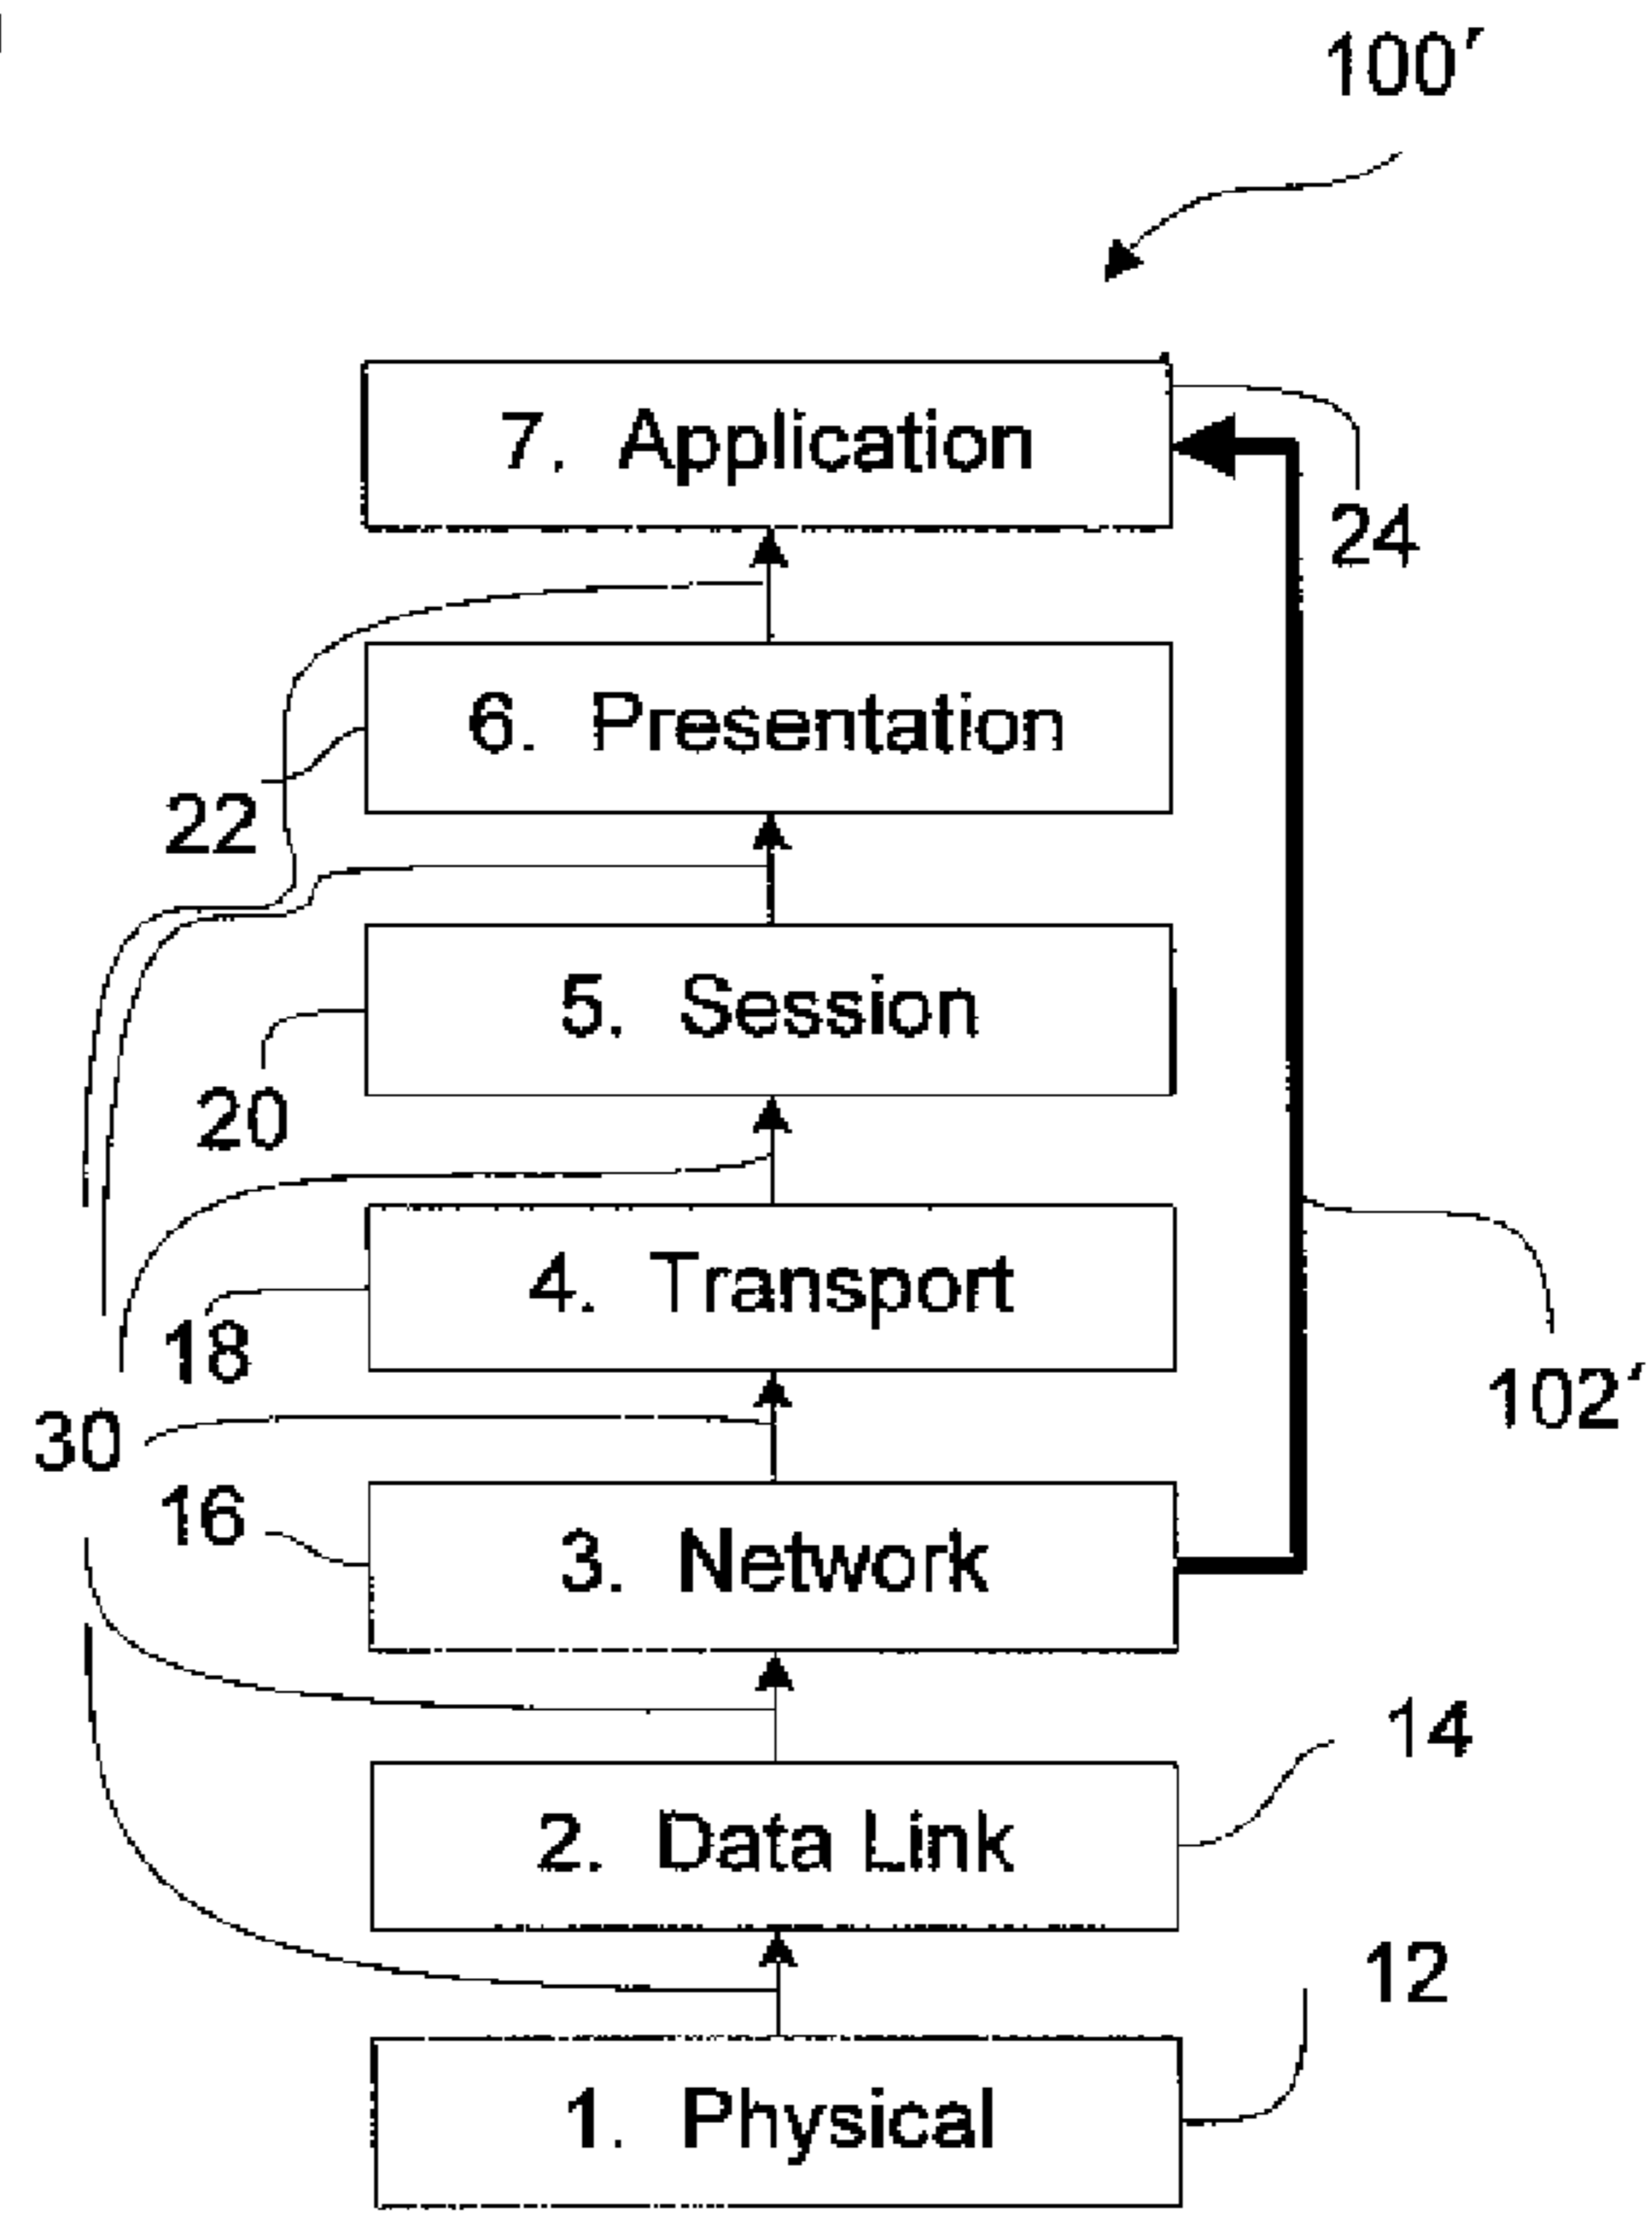 100′
7. Application
24
6. Presentation
22
5. Session
20
4. Transport
18
102′
30
16
3. Network
14
2. Data Link
12
1. Physical